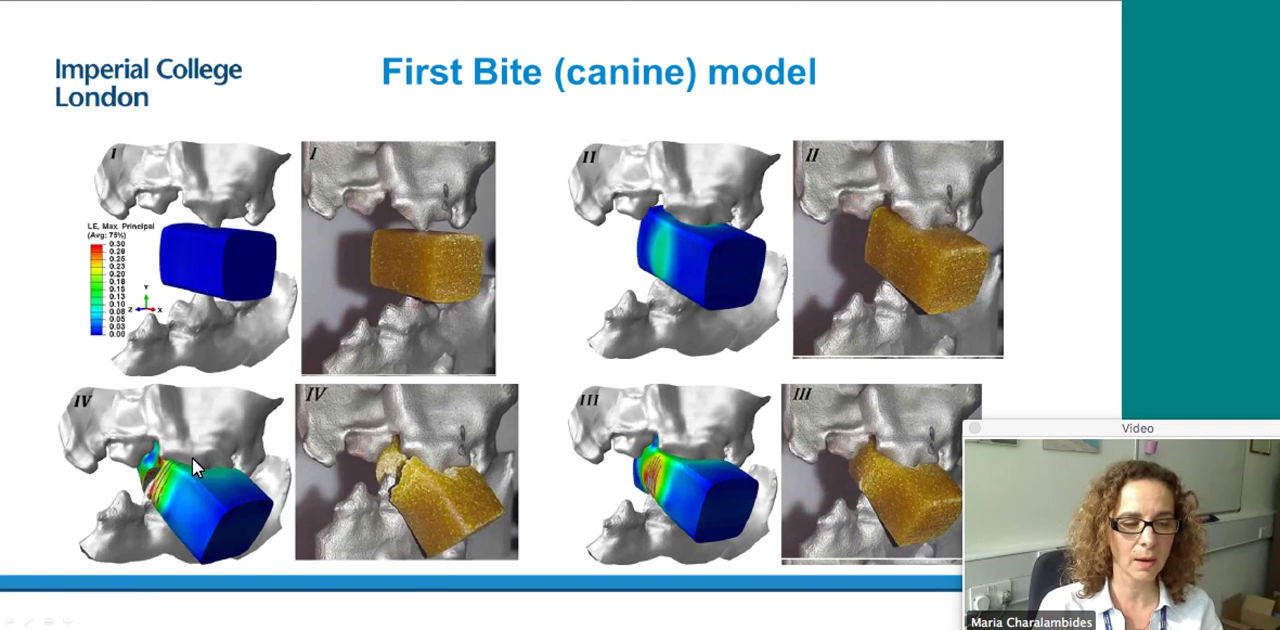 Imperial College
London
First Bite (canine) model
I
I
II
II
LE, Max. Principal
(Avg: 75%)
0.30
0.28
0.25
0.23
0.20
0.18
0.15
0.13
0.10
0.08
0.05
0.03
0.00
Y
Z
X
IV
IV
III
III
Video
Maria Charalambides